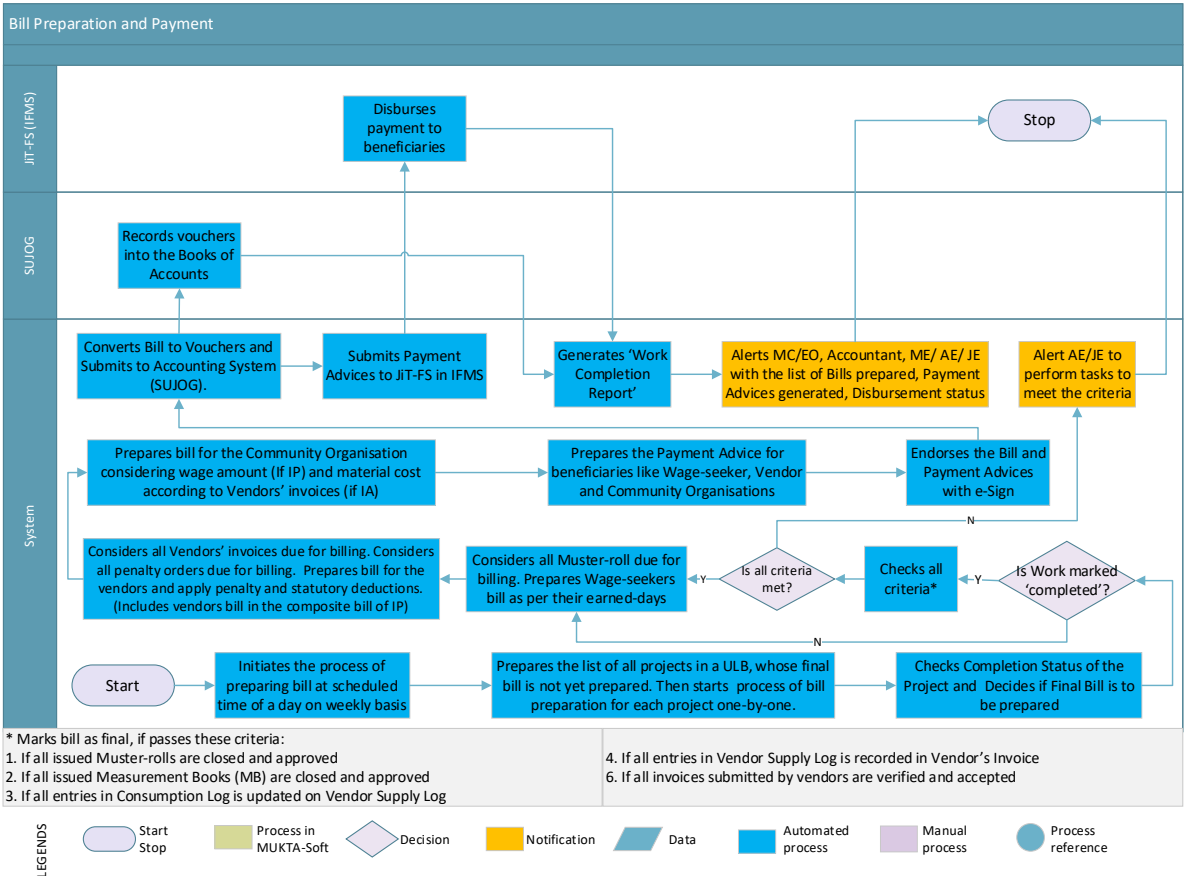 Bill Preparation and Payment
JiT-FS (IFMS)
Disburses
payment to
beneficiaries
Stop
SUJOG
Records vouchers
into the Books of
Accounts
System
Converts Bill to Vouchers and
Submits to Accounting System
(SUJOG).
Submits Payment
Advices to JiT-FS in IFMS
Generates ‘Work
Completion
Report’
Alerts MC/EO, Accountant, ME/ AE/ JE
with the list of Bills prepared, Payment
Advices generated, Disbursement status
Alert AE/JE to
perform tasks to
meet the criteria
Prepares bill for the Community Organisation
considering wage amount (If IP) and material cost
according to Vendors’ invoices (if IA)
Prepares the Payment Advice for
beneficiaries like Wage-seeker, Vendor
and Community Organisations
Endorses the Bill and
Payment Advices
with e-Sign
N
Considers all Vendors’ invoices due for billing. Considers
all penalty orders due for billing. Prepares bill for the
vendors and apply penalty and statutory deductions.
(Includes vendors bill in the composite bill of IP)
Considers all Muster-roll due for
billing. Prepares Wage-seekers
bill as per their earned-days
Y
Is all criteria
met?
Checks all
criteria*
Y
Is Work marked
‘completed’?
N
Start
Initiates the process of
preparing bill at scheduled
time of a day on weekly basis
Prepares the list of all projects in a ULB, whose final
bill is not yet prepared. Then starts process of bill
preparation for each project one-by-one.
Checks Completion Status of the
Project and Decides if Final Bill is to
be prepared
* Marks bill as final, if passes these criteria:
1. If all issued Muster-rolls are closed and approved
2. If all issued Measurement Books (MB) are closed and approved
3. If all entries in Consumption Log is updated on Vendor Supply Log
4. If all entries in Vendor Supply Log is recorded in Vendor’s Invoice
6. If all invoices submitted by vendors are verified and accepted
LEGENDS
Start
Stop
Process in
MUKTA-Soft
Decision
Notification
Data
Automated
process
Manual
process
Process
reference